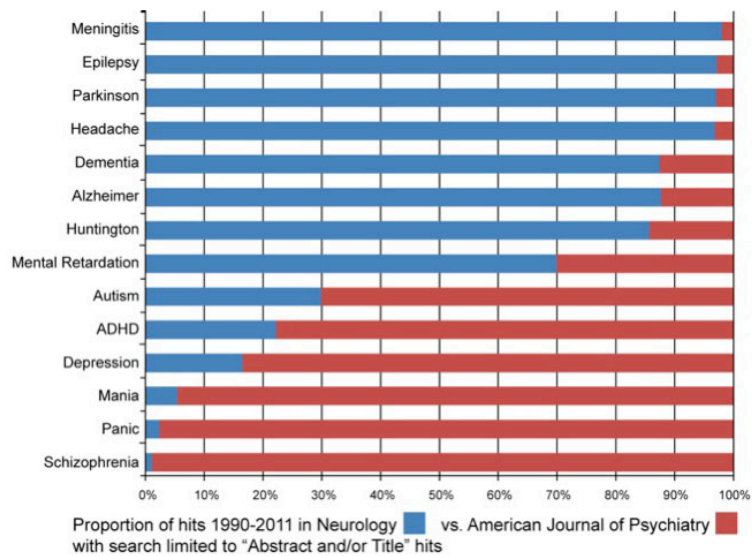 Meningitis
Epilepsy
Parkinson
Headache
Dementia
Alzheimer
Huntington
Mental Retardation
Autism
ADHD
Depression
Mania
Panic
Schizophrenia
0% 10% 20% 30% 40% 50% 60% 70% 80% 90% 100%
Proportion of hits 1990-2011 in Neurology vs. American Journal of Psychiatry
with search limited to “Abstract and/or Title” hits